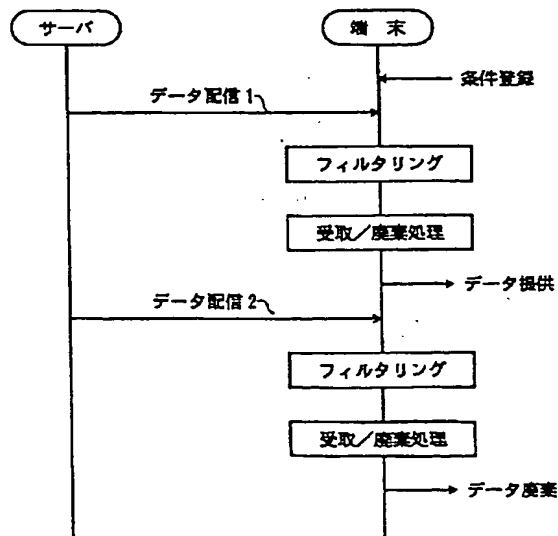 サーバ
端 末
条件登録
データ配信1
フィルタリング
受取/廃棄処理
データ提供
データ配信2
フィルタリング
受取/廃棄処理
データ廃棄